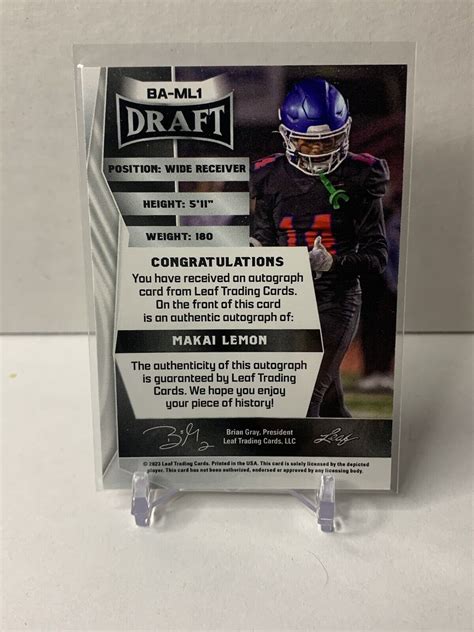 BA-ML1
DRAFT
POSITION: WIDE RECEIVER
HEIGHT: 5'11"
WEIGHT: 180
14
CONGRATULATIONS
You have received an autograph
card from Leaf Trading Cards.
On the front of this card
is an authentic autograph of:
MAKAI LEMON
The authenticity of this autograph
is guaranteed by Leaf Trading
Cards. We hope you enjoy
your piece of history!
Brian Gray, President
Leaf Trading Cards, LLC
Leaf
© 2023 Leaf Trading Cards. Printed in the USA. This card is solely licensed by the depicted
player. This card has not been authorized, endorsed or approved by any licensing body.